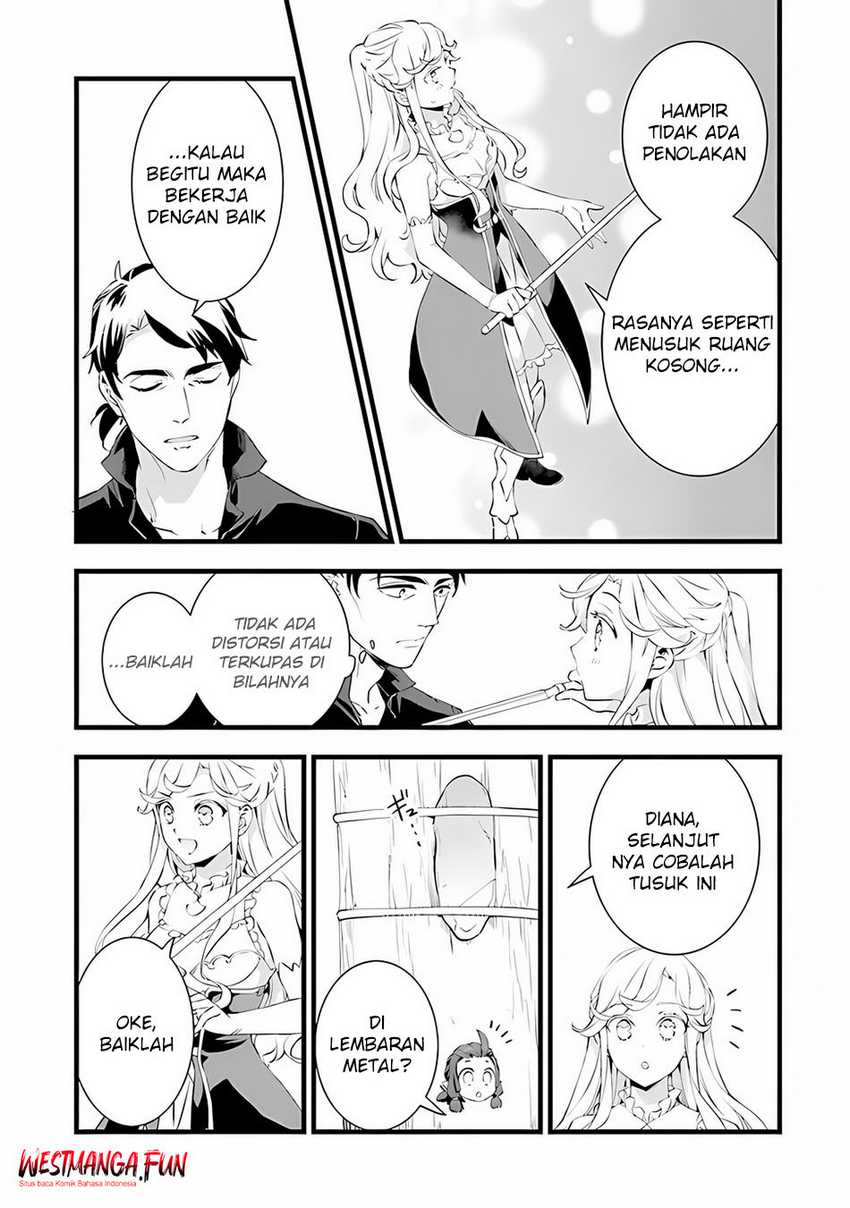 HAMPIR
TIDAK ADA
PENOLAKAN
RASANYA SEPERTI
MENUSUK RUANG
KOSONG...
...KALAU
BEGITU MAKA
BEKERJA
DENGAN BAIK
TIDAK ADA
DISTORSI ATAU
TERKUPAS DI
BILAHNYA
...BAIKLAH
DIANA,
SELANJUT
NYA COBALAH
TUSUK INI
DI
LEMBARAN
METAL?
OKE,
BAIKLAH
WESTMANGA.FUN
Situs baca Komik Bahasa Indonesia